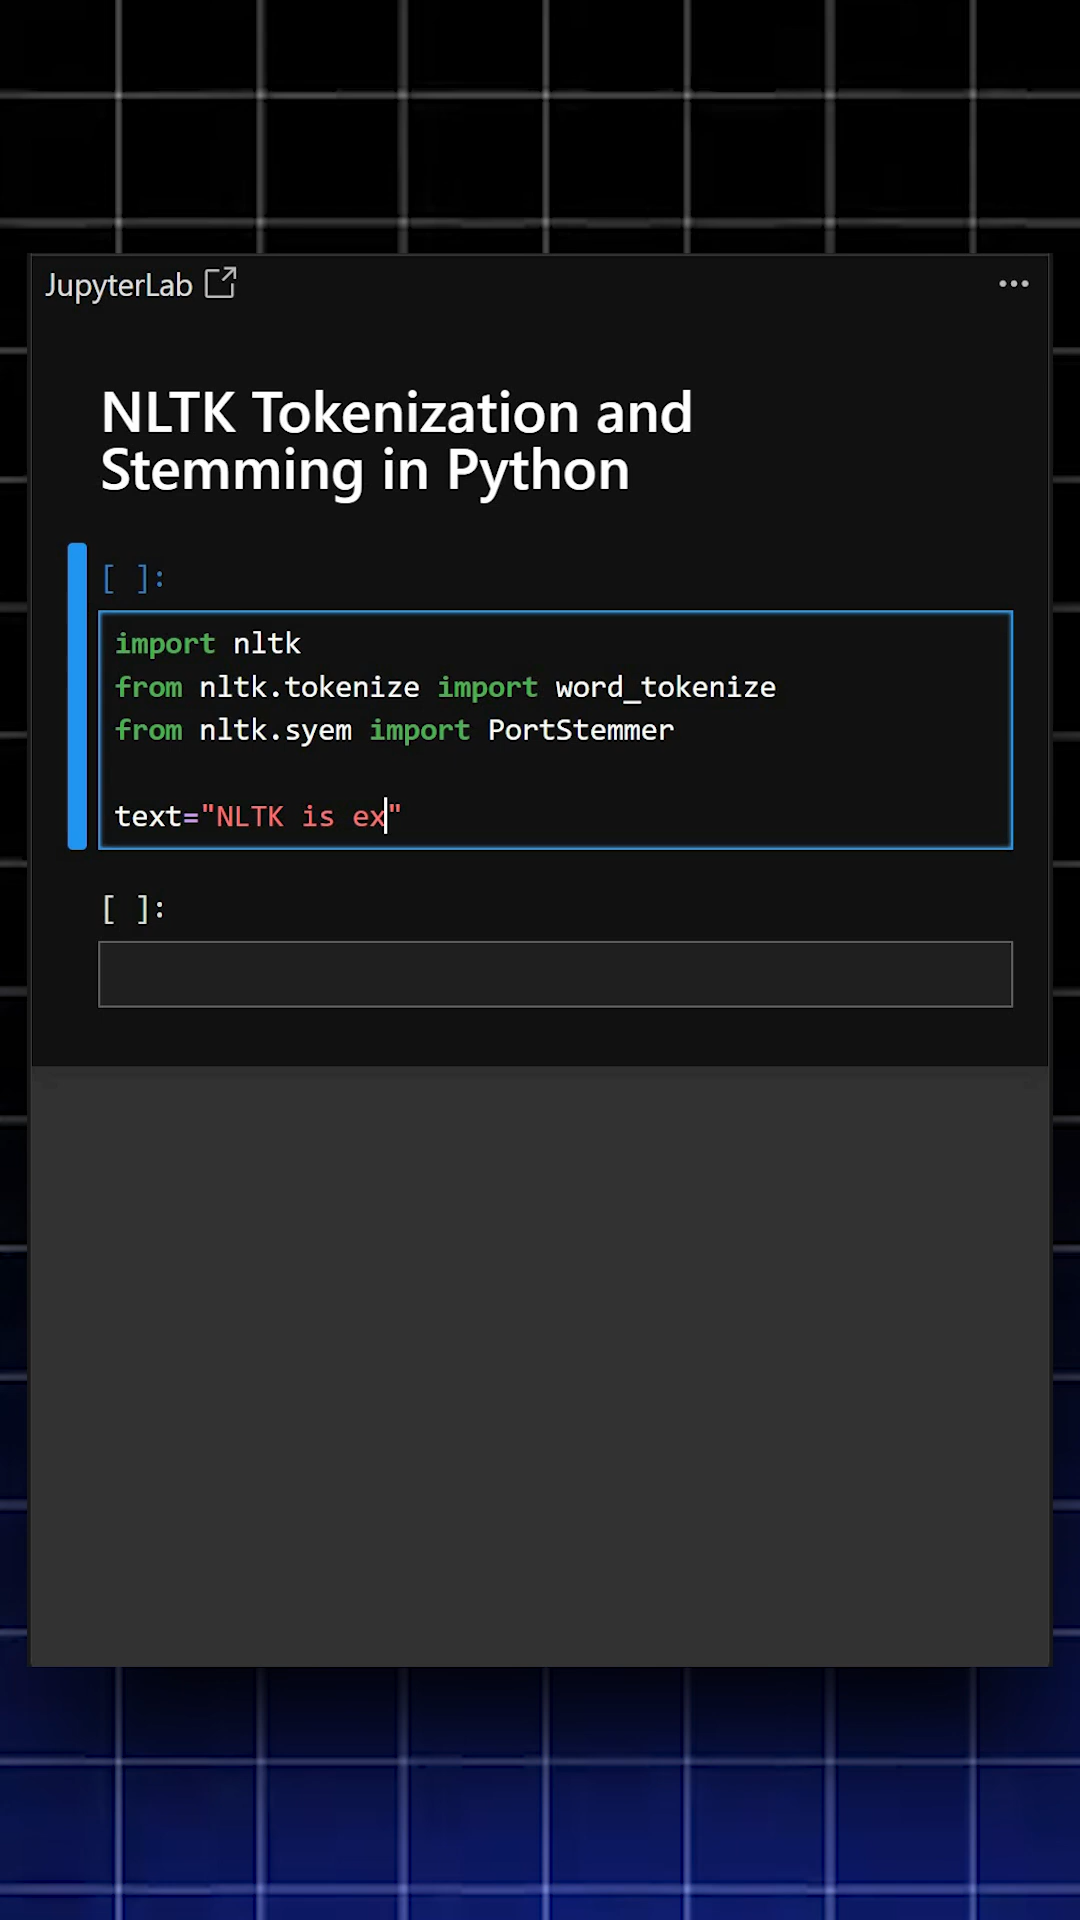 JupyterLab
NLTK Tokenization and
Stemming in Python
[ ]:
import nltk
from nltk.tokenize import word_tokenize
from nltk.syem import PortStemmer
text="NLTK is ex"
[ ]: